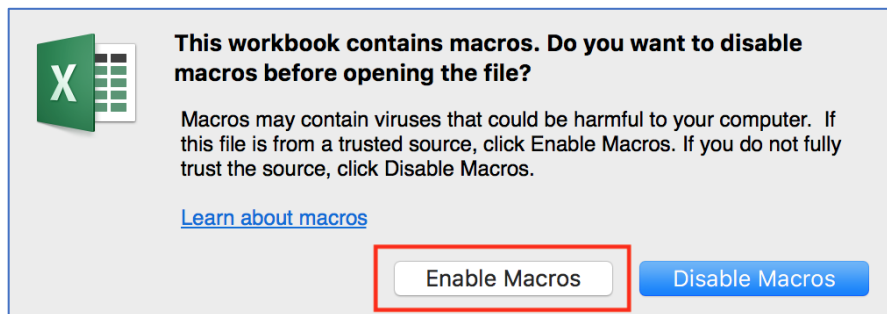 This workbook contains macros. Do you want to disable
macros before opening the file?
Macros may contain viruses that could be harmful to your computer.  If
this file is from a trusted source, click Enable Macros. If you do not fully
trust the source, click Disable Macros.
Learn about macros
Enable Macros
Disable Macros